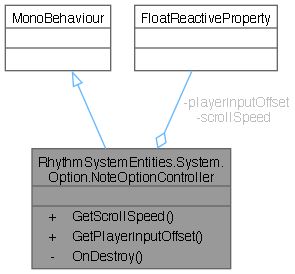 MonoBehaviour
FloatReactiveProperty
-playerInputOffset
-scrollSpeed
RhythmSystemEntities.System.
Option.NoteOptionController
+ GetScrollSpeed()
+ GetPlayerInputOffset()
- OnDestroy()